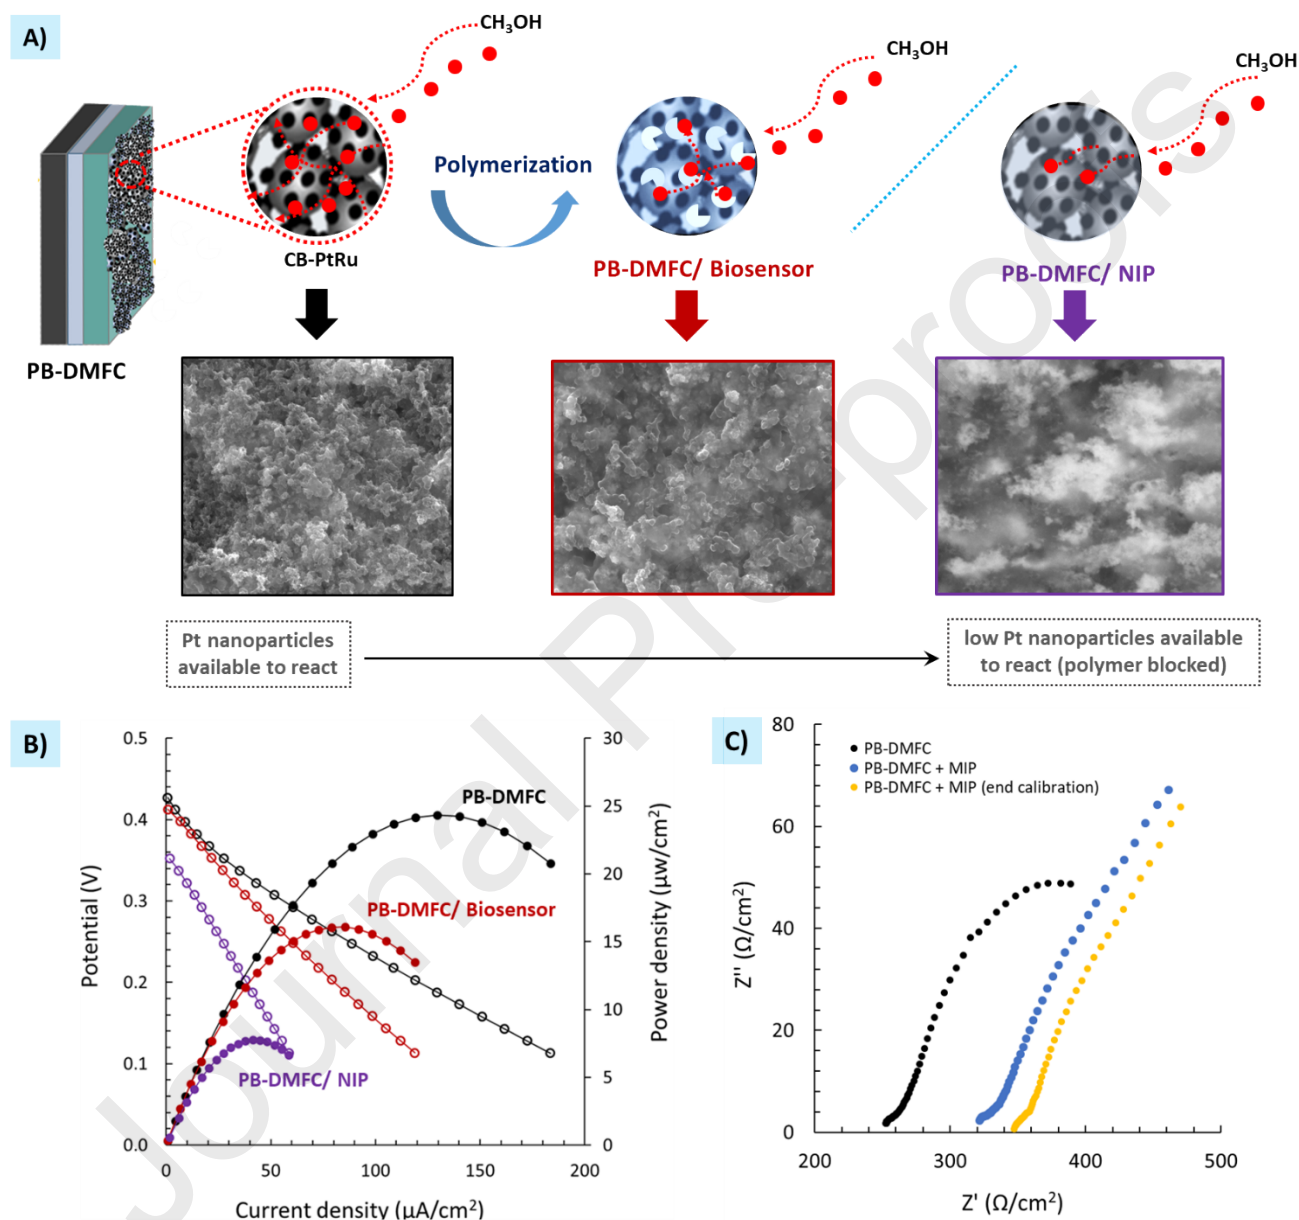 A)
CH3OH
CH3OH
CH3OH
Polymerization
CB-PtRu
PB-DMFC/ Biosensor
PB-DMFC/ NIP
PB-DMFC
Pt nanoparticles
available to react
low Pt nanoparticles available
to react (polymer blocked)
Journal Pre-proofs
B)
0.5
0.4
0.3
0.2
0.1
0.0
Potential (V)
30
25
20
15
10
5
0
Power density (µw/cm²)
PB-DMFC
PB-DMFC/ Biosensor
PB-DMFC/ NIP
0
50
100
150
200
Current density (µA/cm²)
C)
80
60
40
20
0
Z'' (Ω/cm²)
PB-DMFC
PB-DMFC + MIP
PB-DMFC + MIP (end calibration)
200
300
400
500
Z' (Ω/cm²)